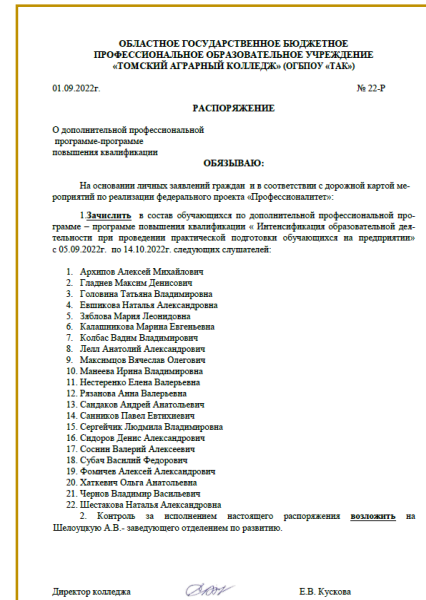 ОБЛАСТНОЕ ГОСУДАРСТВЕННОЕ БЮДЖЕТНОЕ
ПРОФЕССИОНАЛЬНОЕ ОБРАЗОВАТЕЛЬНОЕ УЧРЕЖДЕНИЕ
«ТОМСКИЙ АГРАРНЫЙ КОЛЛЕДЖ» (ОГБПОУ «ТАК»)
01.09.2022г. № 22-Р
РАСПОРЯЖЕНИЕ
О дополнительной профессиональной
программе-программе
повышения квалификации
ОБЯЗЫВАЮ:
На основании личных заявлений граждан и в соответствии с дорожной картой ме-
роприятий по реализации федерального проекта «Профессионалитет»:
1.Зачислить в состав обучающихся по дополнительной профессиональной про-
грамме – программе повышения квалификации « Интенсификация образовательной дея-
тельности при проведении практической подготовки обучающихся на предприятии»
с 05.09.2022г. по 14.10.2022г. следующих слушателей:
1. Архипов Алексей Михайлович
2. Гладнев Максим Денисович
3. Головина Татьяна Владимировна
4. Евшикова Наталья Александровна
5. Зяблова Мария Леонидовна
6. Калашникова Марина Евгеньевна
7. Колбас Вадим Владимирович
8. Лелл Анатолий Александрович
9. Максимцов Вячеслав Олегович
10. Манеева Ирина Владимировна
11. Нестеренко Елена Валерьевна
12. Рязанова Анна Валерьевна
13. Сандаков Андрей Анатольевич
14. Санников Павел Евтихиевич
15. Сергейчик Людмила Владимировна
16. Сидоров Денис Александрович
17. Соснин Валерий Алексеевич
18. Субач Василий Федорович
19. Фомичев Алексей Александрович
20. Хаткевич Ольга Анатольевна
21. Чернов Владимир Васильевич
22. Шестакова Наталья Александровна
2. Контроль за исполнением настоящего распоряжения возложить на
Шелоуцкую А.В.- заведующего отделением по развитию.
Директор колледжа Е.В. Кускова